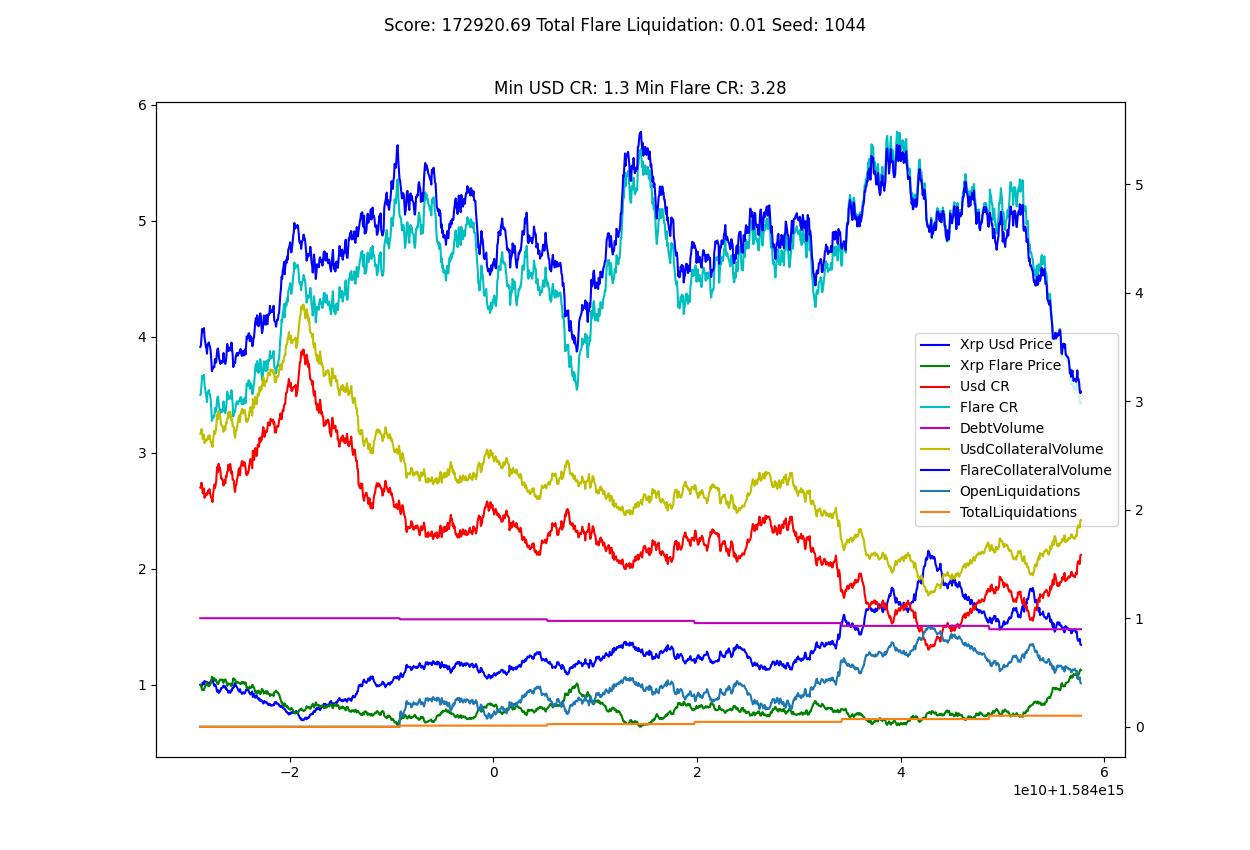 Score: 172920.69 Total Flare Liquidation: 0.01 Seed: 1044
Min USD CR: 1.3 Min Flare CR: 3.28
6
5
4
3
2
1
5
4
3
2
1
0
Xrp Usd Price
Xrp Flare Price
Usd CR
Flare CR
DebtVolume
UsdCollateralVolume
FlareCollateralVolume
OpenLiquidations
TotalLiquidations
−2 0 2 4 6
1e10+1.584e15